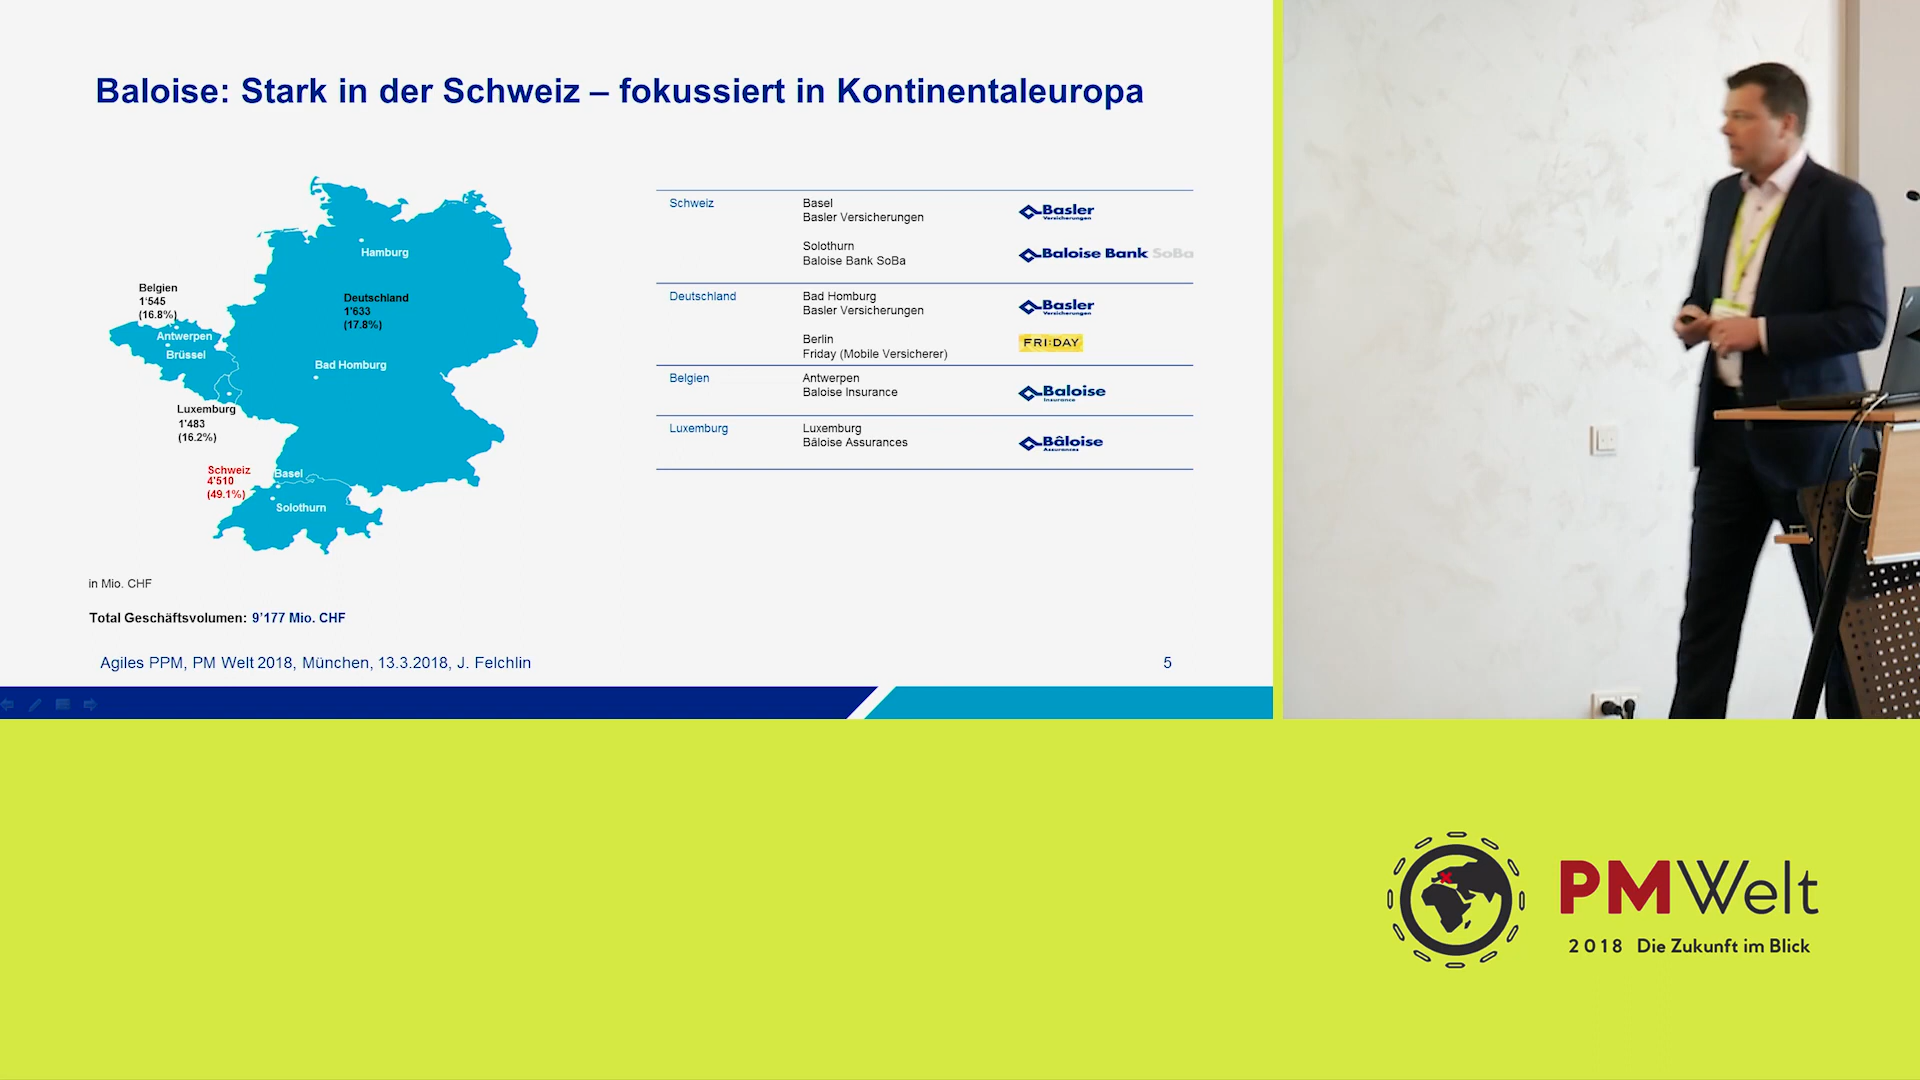 Baloise: Stark in der Schweiz – fokussiert in Kontinentaleuropa
Hamburg
Belgien
1'545
(16.8%)
Deutschland
1'633
(17.8%)
Antwerpen
Brüssel
Bad Homburg
Luxemburg
1'483
(16.2%)
Schweiz
4'510
(49.1%)
Basel
Solothurn
in Mio. CHF
Total Geschäftsvolumen: 9'177 Mio. CHF
Schweiz
Basel
Basler Versicherungen
Basler
Versicherungen
Solothurn
Baloise Bank SoBa
Baloise Bank SoBa
Deutschland
Bad Homburg
Basler Versicherungen
Basler
Versicherungen
Berlin
Friday (Mobile Versicherer)
FRI:DAY
Belgien
Antwerpen
Baloise Insurance
Baloise
Insurance
Luxemburg
Luxemburg
Bâloise Assurances
Bâloise
Assurances
Agiles PPM, PM Welt 2018, München, 13.3.2018, J. Felchlin
5
PMWelt
2018 Die Zukunft im Blick